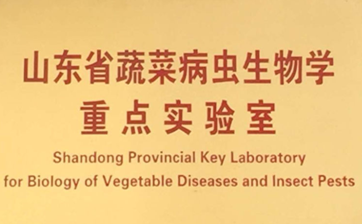 山东省蔬菜病虫生物学
重点实验室
Shandong Provincial Key Laboratory
for Biology of Vegetable Diseases and Insect Pests